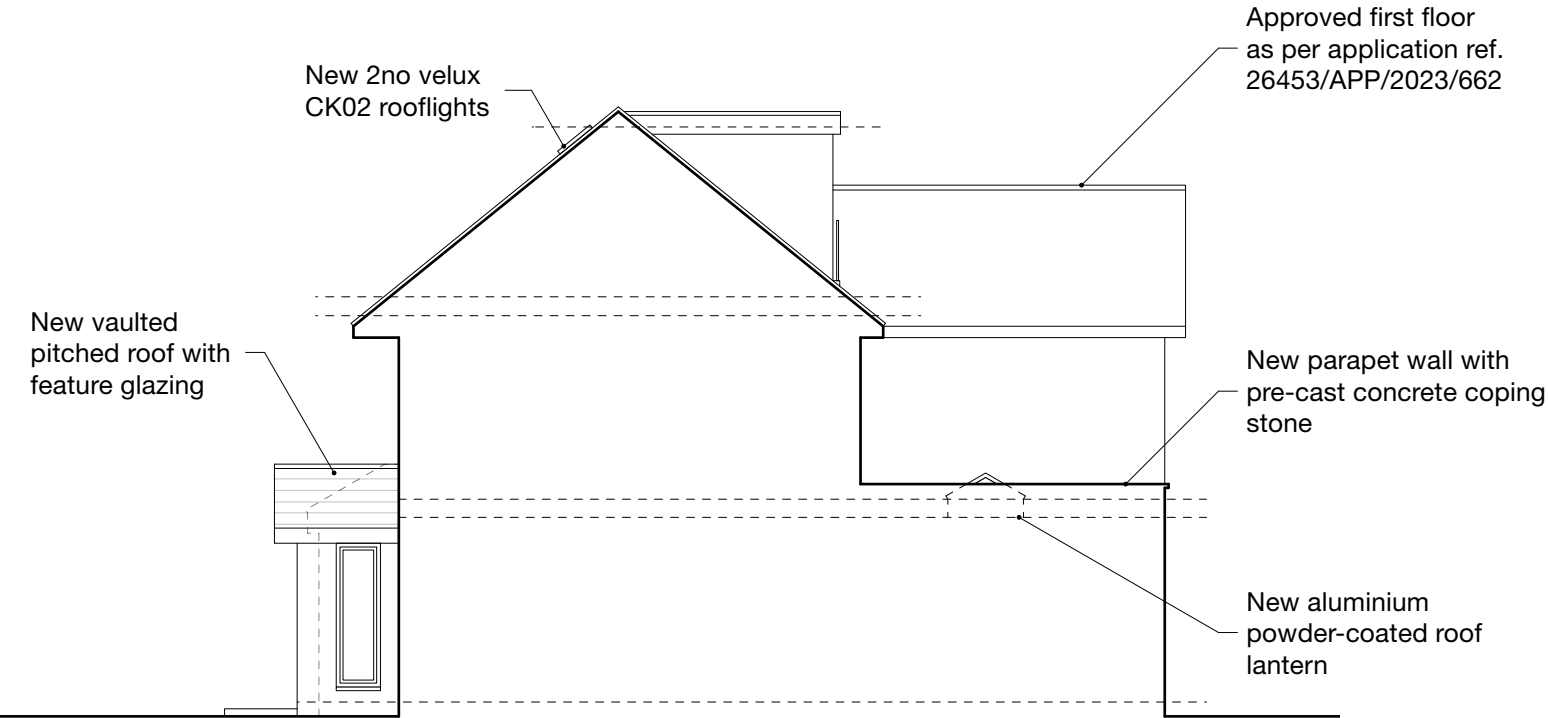 Approved first floor
as per application ref.
26453/APP/2023/662
New 2no velux
CK02 rooflights
New vaulted
pitched roof with
feature glazing
New parapet wall with
pre-cast concrete coping
stone
New aluminium
powder-coated roof
lantern